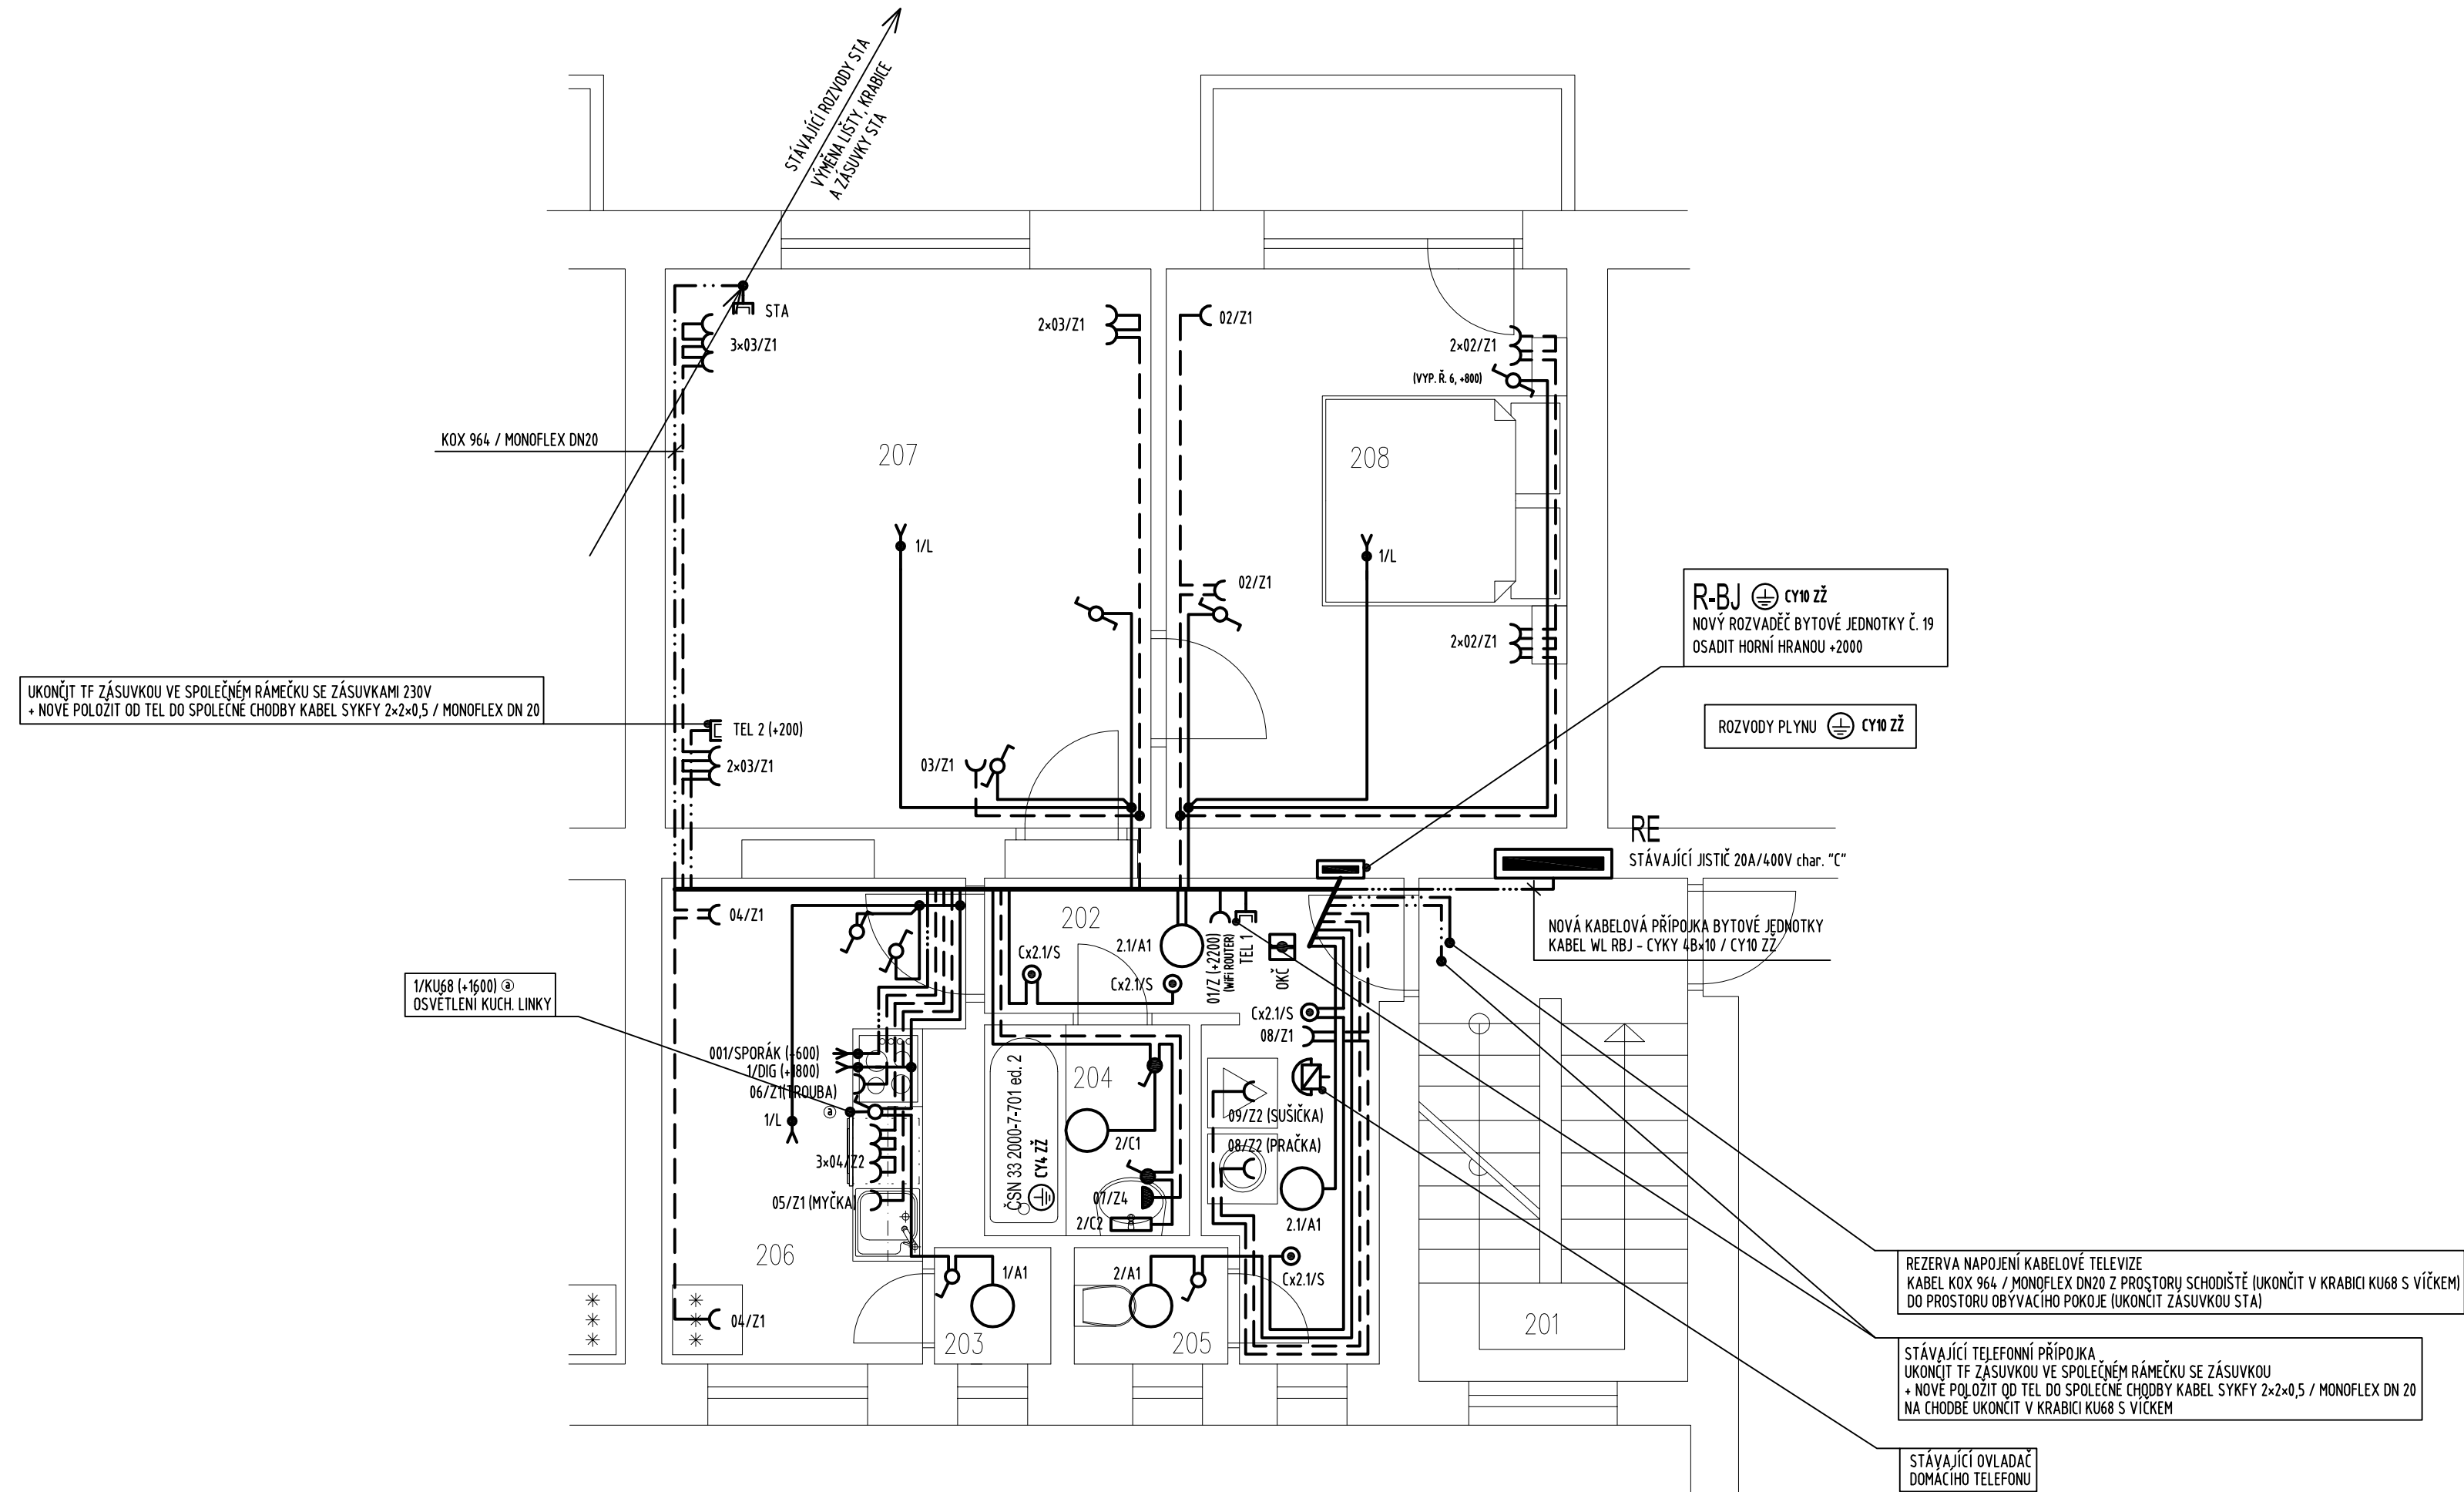 STÁVAJÍCÍ ROZVODY STA
VÝMĚNA LIŠTY, KRABICE
A ZÁSUVKY STA
STA
3×03/Z1
2×03/Z1
02/Z1
2×02/Z1
(VYP. Ř. 6, +800)
KOX 964 / MONOFLEX DN20
207
208
1/L
1/L
02/Z1
2×02/Z1
R-BJ CY10 ZŽ
NOVÝ ROZVADĚČ BYTOVÉ JEDNOTKY Č. 19
OSADIT HORNÍ HRANOU +2000
ROZVODY PLYNU CY10 ZŽ
UKONČIT TF ZÁSUVKOU VE SPOLEČNÉM RÁMEČKU SE ZÁSUVKAMI 230V
+ NOVĚ POLOŽIT OD TEL DO SPOLEČNÉ CHODBY KABEL SYKFY 2×2×0,5 / MONOFLEX DN 20
TEL 2 (+200)
2×03/Z1
03/Z1
RE
STÁVAJÍCÍ JISTIČ 20A/400V char. "C"
04/Z1
202
2.1/A1
Cx2.1/S
Cx2.1/S
01/Z (+2200)
(WiFi ROUTER)
TEL 1
OKČ
NOVÁ KABELOVÁ PŘÍPOJKA BYTOVÉ JEDNOTKY
KABEL WL RBJ - CYKY 4B×10 / CY10 ZŽ
1/KU68 (+1600) ⓐ
OSVĚTLENÍ KUCH. LINKY
Cx2.1/S
08/Z1
001/SPORÁK (+600)
1/DIG (+1800)
06/Z1(TROUBA)
ⓐ
1/L
3×04/Z2
05/Z1 (MYČKA)
ČSN 33 2000-7-701 ed. 2
CY4 ZŽ
204
2/C1
07/Z4
2/C2
09/Z2 (SUŠIČKA)
08/Z2 (PRAČKA)
2.1/A1
206
1/A1
2/A1
Cx2.1/S
04/Z1
203
205
201
REZERVA NAPOJENÍ KABELOVÉ TELEVIZE
KABEL KOX 964 / MONOFLEX DN20 Z PROSTORU SCHODIŠTĚ (UKONČIT V KRABICI KU68 S VÍČKEM)
DO PROSTORU OBÝVACÍHO POKOJE (UKONČIT ZÁSUVKOU STA)
STÁVAJÍCÍ TELEFONNÍ PŘÍPOJKA
UKONČIT TF ZÁSUVKOU VE SPOLEČNÉM RÁMEČKU SE ZÁSUVKOU
+ NOVĚ POLOŽIT OD TEL DO SPOLEČNÉ CHODBY KABEL SYKFY 2×2×0,5 / MONOFLEX DN 20
NA CHODBĚ UKONČIT V KRABICI KU68 S VÍČKEM
STÁVAJÍCÍ OVLADAČ
DOMÁCÍHO TELEFONU